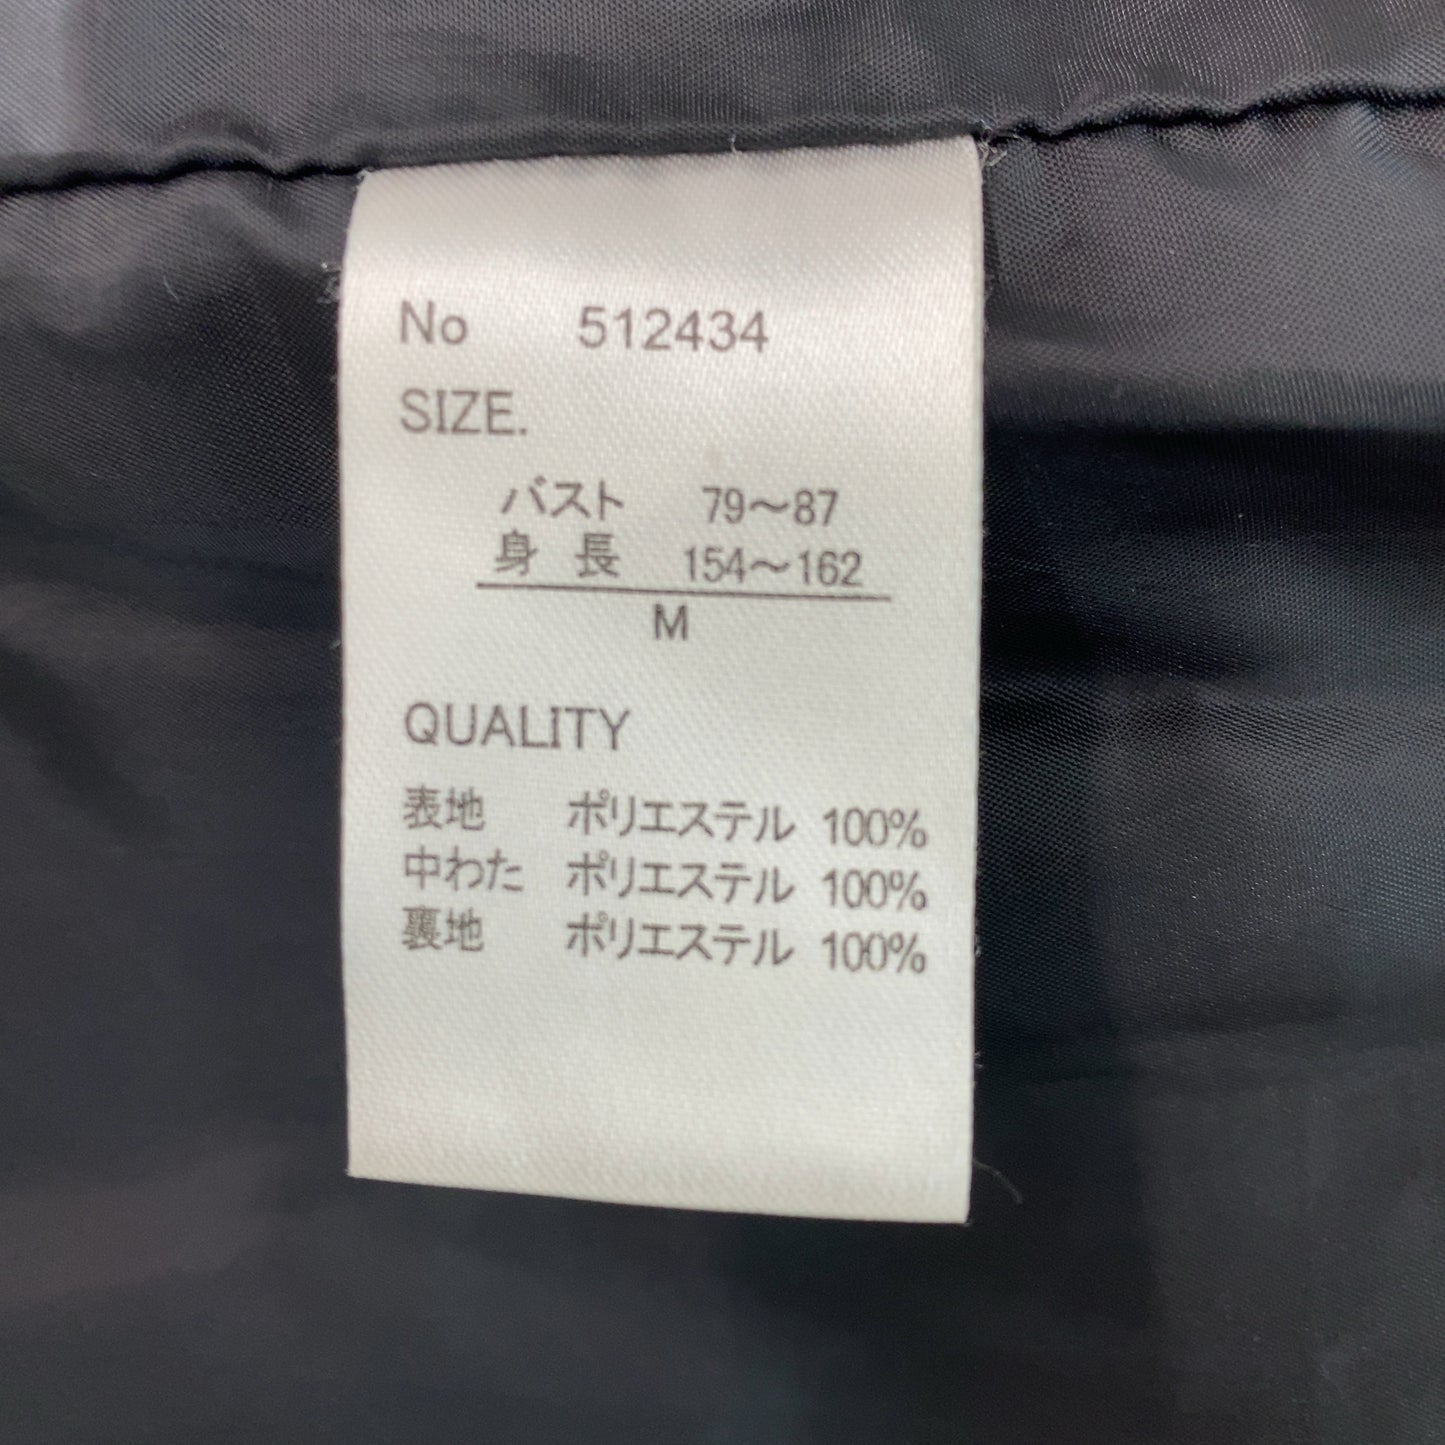 No 512434
SIZE.
バスト 79～87
身長 154～162
M
QUALITY
表地 ポリエステル 100%
中わた ポリエステル 100%
裏地 ポリエステル 100%